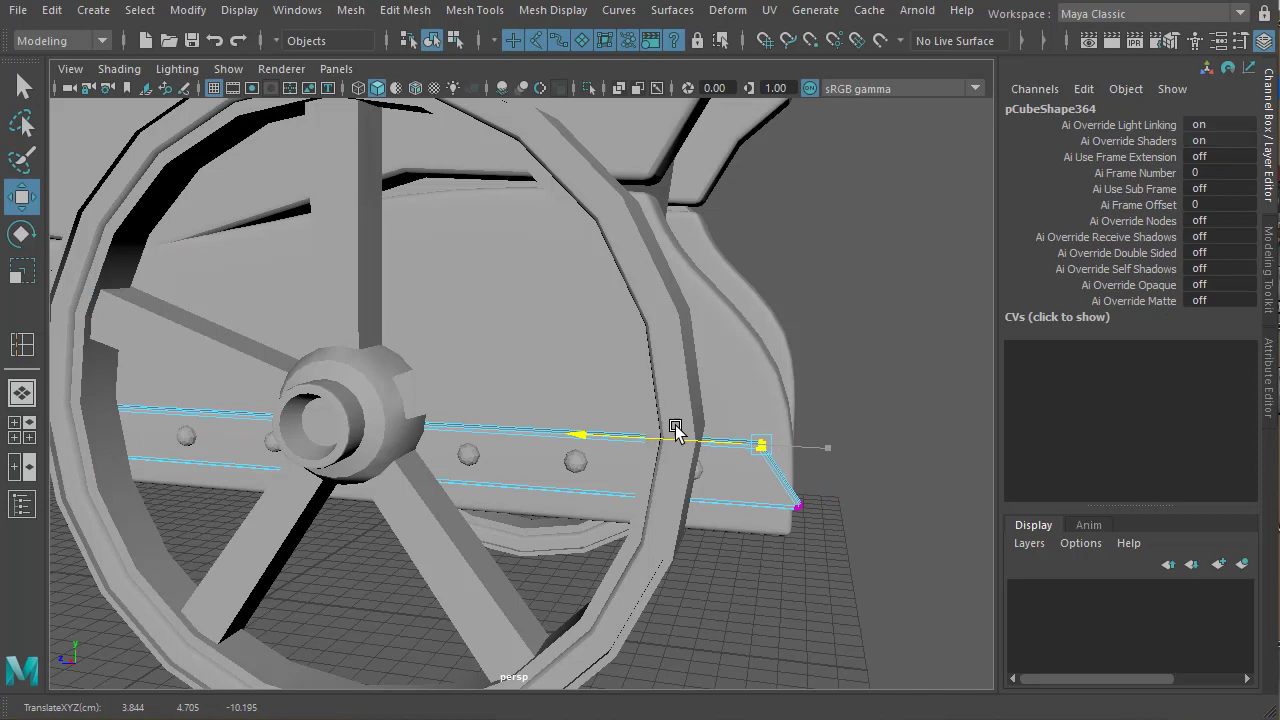 File Edit Create Select Modify Display Windows Mesh Edit Mesh Mesh Tools Mesh Display Curves Surfaces Deform UV Generate Cache Arnold Help
Workspace : Maya Classic
Modeling Objects No Live Surface
View Shading Lighting Show Renderer Panels
0.00 1.00 sRGB gamma
Channels Edit Object Show
pCubeShape364
Ai Override Light Linking on
Ai Override Shaders on
Ai Use Frame Extension off
Ai Frame Number 0
Ai Use Sub Frame off
Ai Frame Offset 0
Ai Override Nodes off
Ai Override Receive Shadows off
Ai Override Double Sided off
Ai Override Self Shadows off
Ai Override Opaque off
Ai Override Matte off
CVs (click to show)
Display Anim
Layers Options Help
Channel Box / Layer Editor
Modeling Toolkit
Attribute Editor
persp
y
z
TranslateXYZ(cm): 3.844 4.705 -10.195